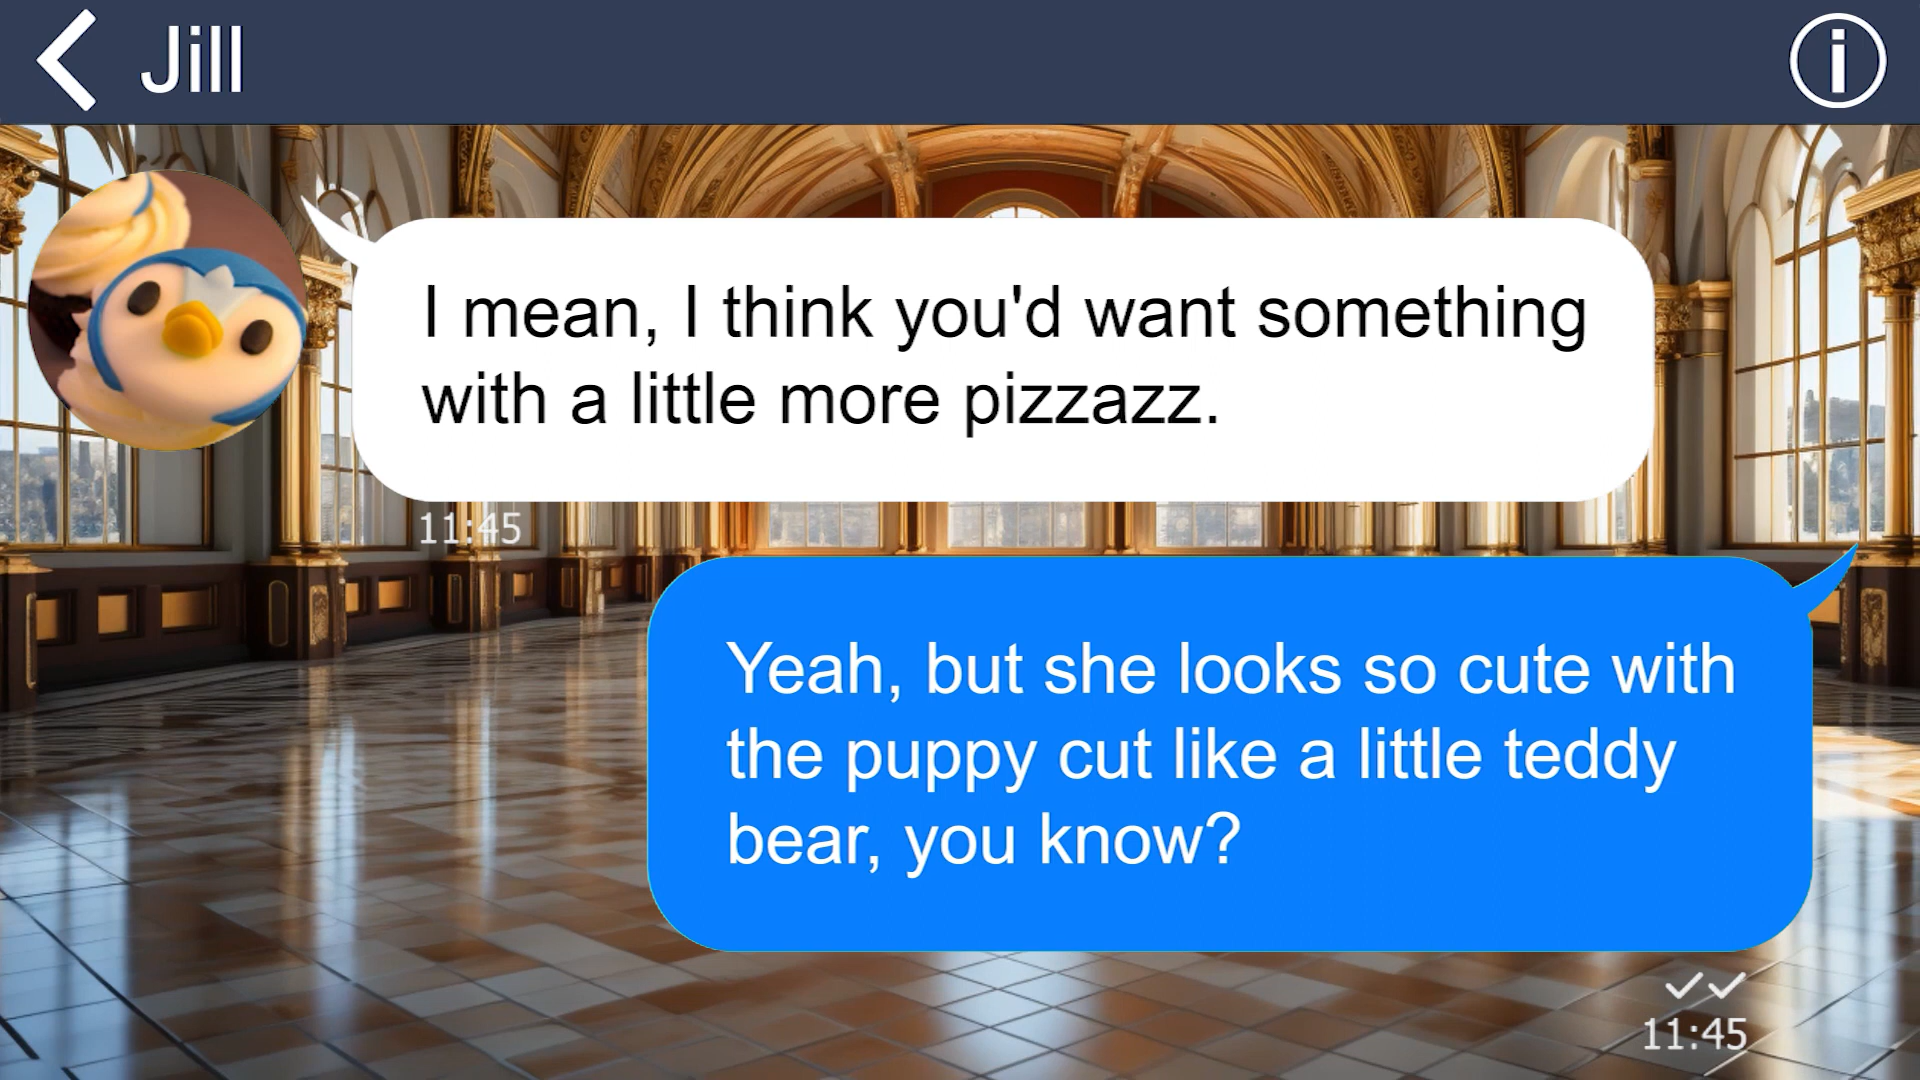 Jill
I mean, I think you'd want something
with a little more pizzazz.
11:45
Yeah, but she looks so cute with
the puppy cut like a little teddy
bear, you know?
11:45